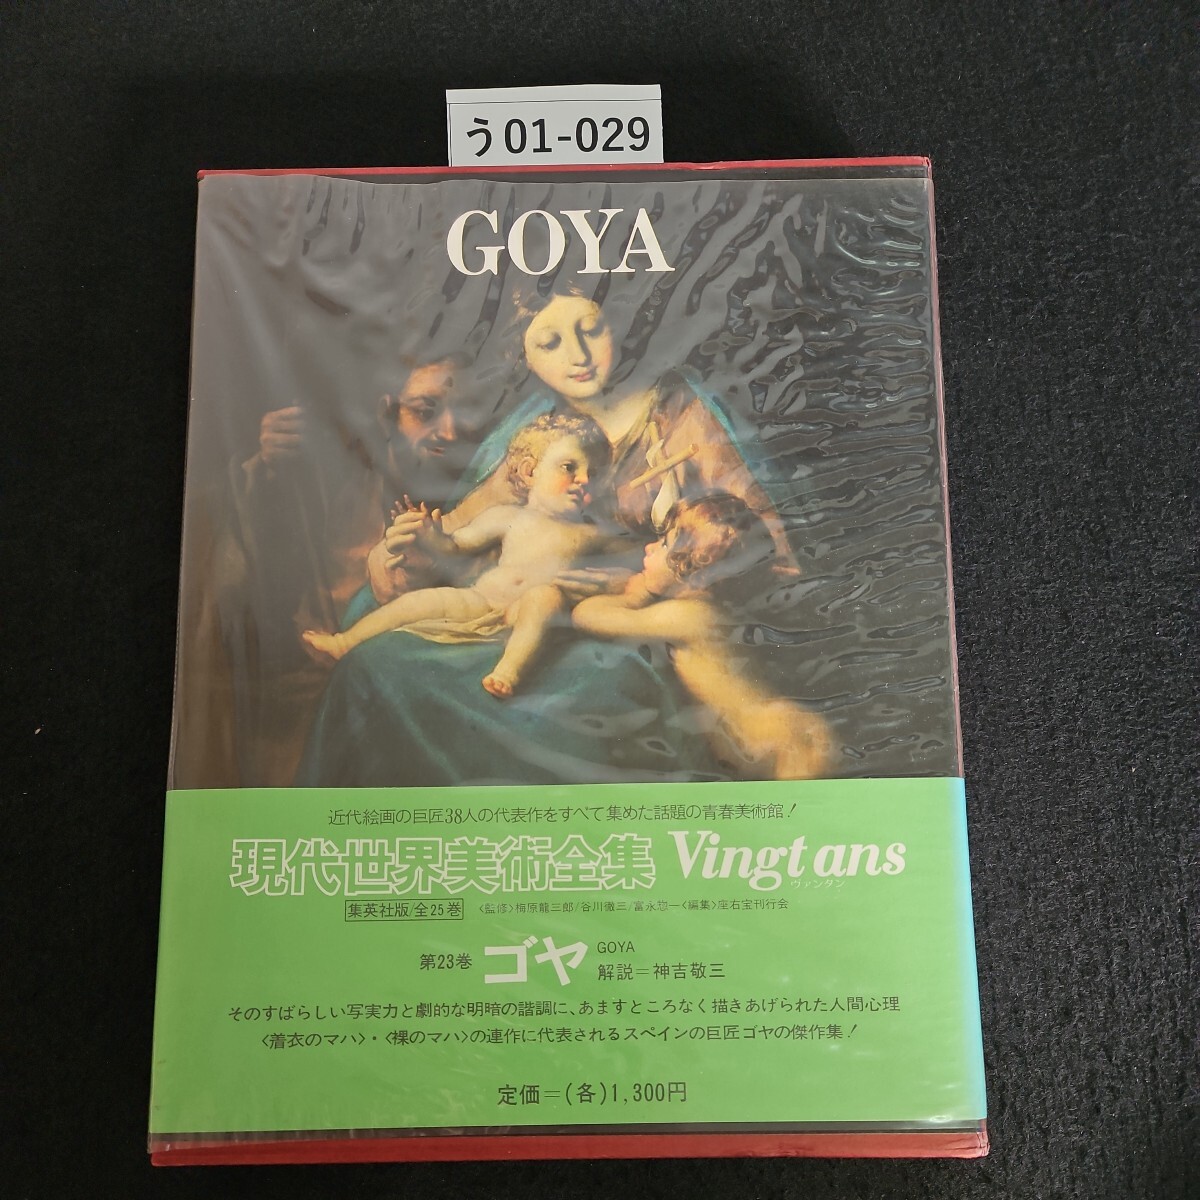 う01-029
GOYA
近代絵画の巨匠38人の代表作をすべて集めた話題の青春美術館！
現代世界美術全集 Vingt ans
ヴァンタン
集英社版/全25巻 〈監修〉梅原龍三郎/谷川徹三/富永惣一〈編集〉座右宝刊行会
第23巻 ゴヤ GOYA
解説＝神吉敬三
そのすばらしい写実力と劇的な明暗の諧調に、あますところなく描きあげられた人間心理
〈着衣のマハ〉・〈裸のマハ〉の連作に代表されるスペインの巨匠ゴヤの傑作集！
定価＝(各)1,300円